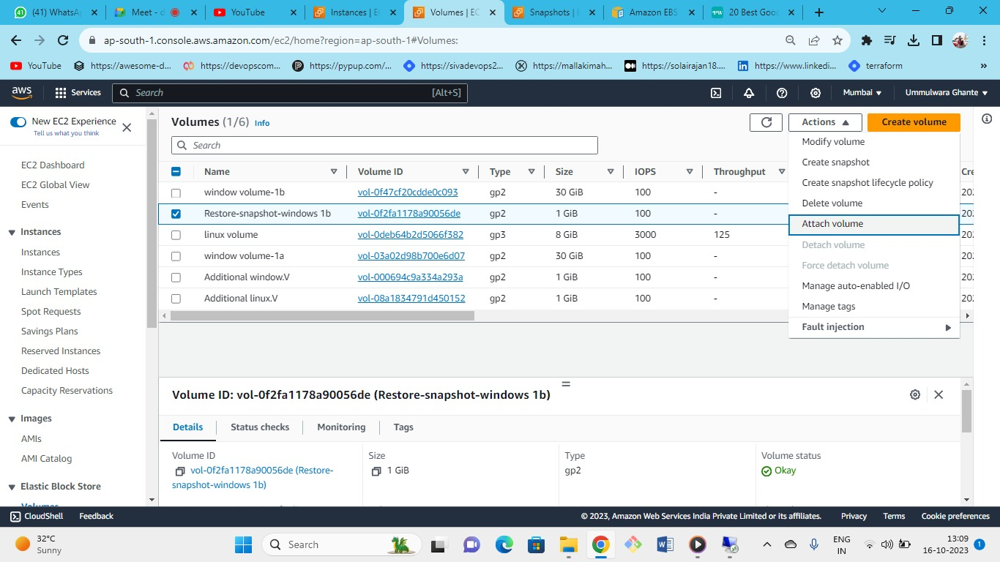 (41) WhatsA
Meet - d
YouTube
Instances | E
Volumes | EC
Snapshots | E
Amazon EBS
20 Best Goo
ap-south-1.console.aws.amazon.com/ec2/home?region=ap-south-1#Volumes:
YouTube
https://awesome-d...
https://devopscom...
https://pypup.com/...
https://sivadevops2...
https://mallakimah...
https://solairajan18....
https://www.linkedi...
terraform
aws
Services
Search
[Alt+S]
Mumbai
Ummulwara Ghante
New EC2 Experience
Tell us what you think
EC2 Dashboard
EC2 Global View
Events
Instances
Instances
Instance Types
Launch Templates
Spot Requests
Savings Plans
Reserved Instances
Dedicated Hosts
Capacity Reservations
Images
AMIs
AMI Catalog
Elastic Block Store
Volumes
Volumes (1/6) Info
Actions
Create volume
Search
Name Volume ID Type Size IOPS Throughput Cre
window volume-1b vol-0f47cf20cdde0c093 gp2 30 GiB 100 - 202
Restore-snapshot-windows 1b vol-0f2fa1178a90056de gp2 1 GiB 100 - 202
linux volume vol-0deb64b2d5066f382 gp3 8 GiB 3000 125 202
window volume-1a vol-03a02d98b700e6d07 gp2 30 GiB 100 - 202
Additional window.V vol-000694c9a334a293a gp2 1 GiB 100 - 202
Additional linux.V vol-08a1834791d450152 gp2 1 GiB 100 - 202
Modify volume
Create snapshot
Create snapshot lifecycle policy
Delete volume
Attach volume
Detach volume
Force detach volume
Manage auto-enabled I/O
Manage tags
Fault injection
Volume ID: vol-0f2fa1178a90056de (Restore-snapshot-windows 1b)
Details
Status checks
Monitoring
Tags
Volume ID
vol-0f2fa1178a90056de (Restore-
snapshot-windows 1b)
Size
1 GiB
Type
gp2
Volume status
Okay
CloudShell
Feedback
© 2023, Amazon Web Services India Private Limited or its affiliates.
Privacy
Terms
Cookie preferences
32°C
Sunny
Search
ENG
IN
13:09
16-10-2023
1